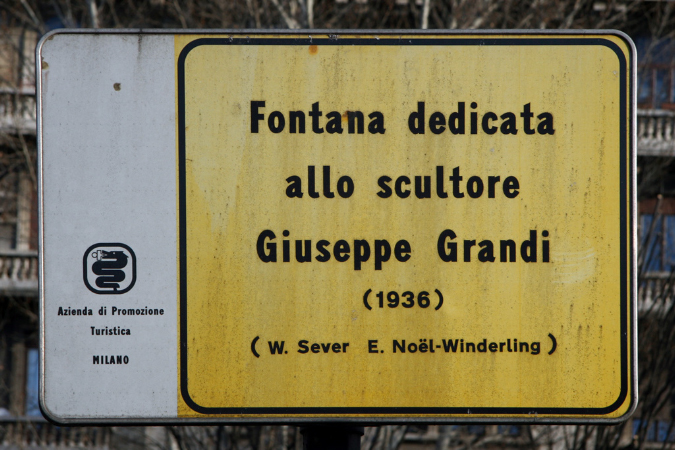 Fontana dedicata
allo scultore
Giuseppe Grandi
(1936)
( W. Sever E. Noël-Winderling )
Azienda di Promozione
Turistica
MILANO